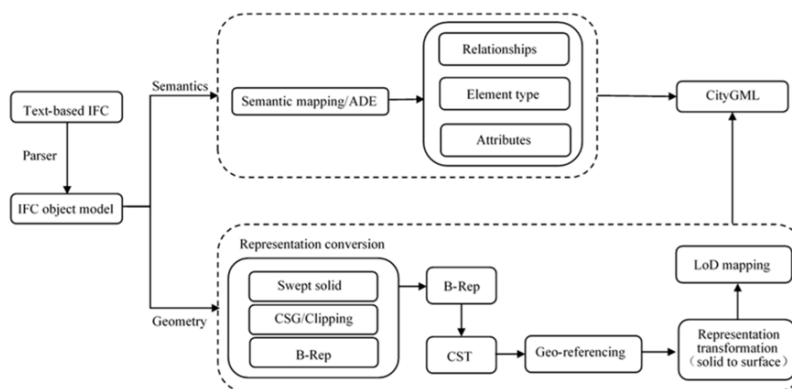 Text-based IFC
Parser
IFC object model
Semantics
Semantic mapping/ADE
Relationships
Element type
Attributes
CityGML
Geometry
Representation conversion
Swept solid
CSG/Clipping
B-Rep
B-Rep
CST
Geo-referencing
Representation
transformation
（solid to surface）
LoD mapping